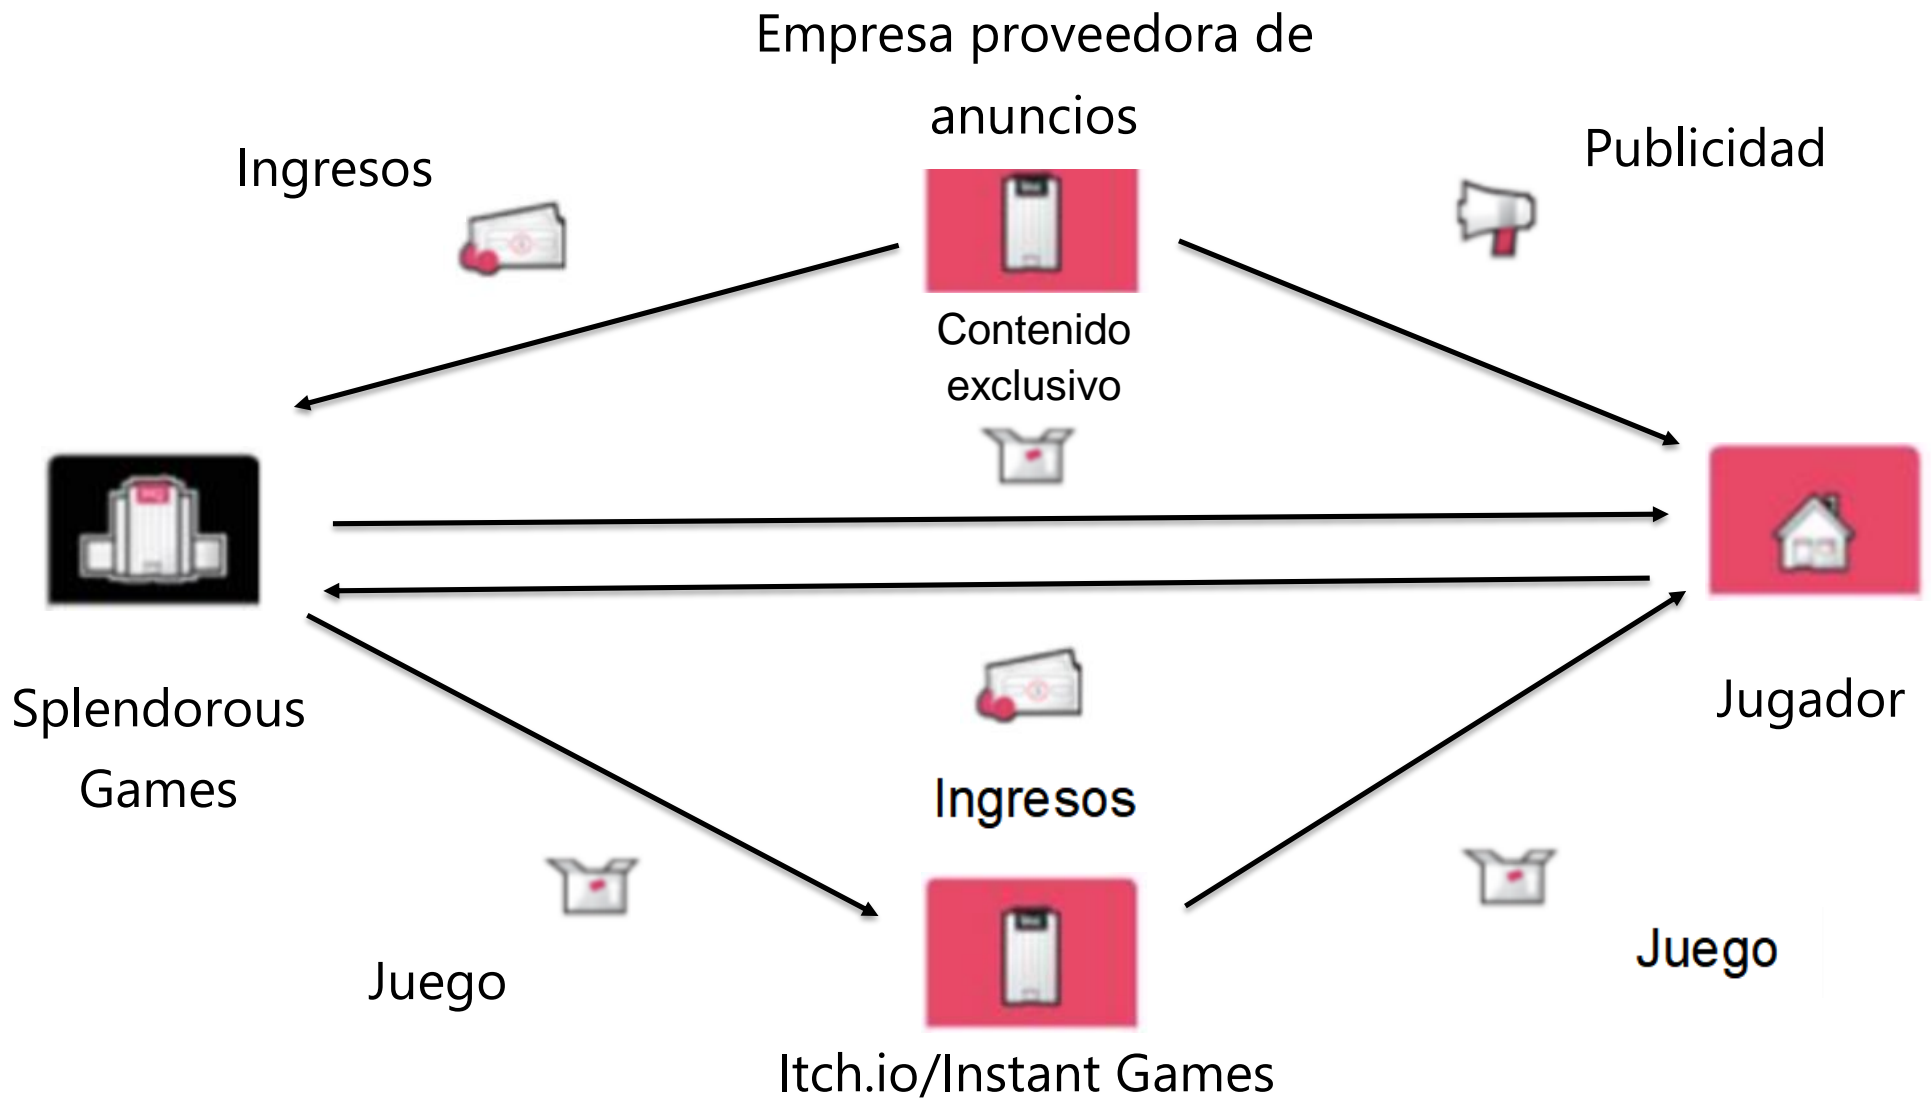 Empresa proveedora de
anuncios
Ingresos
Publicidad
Contenido
exclusivo
Splendorous
Games
Jugador
Ingresos
Juego
Juego
Itch.io/Instant Games